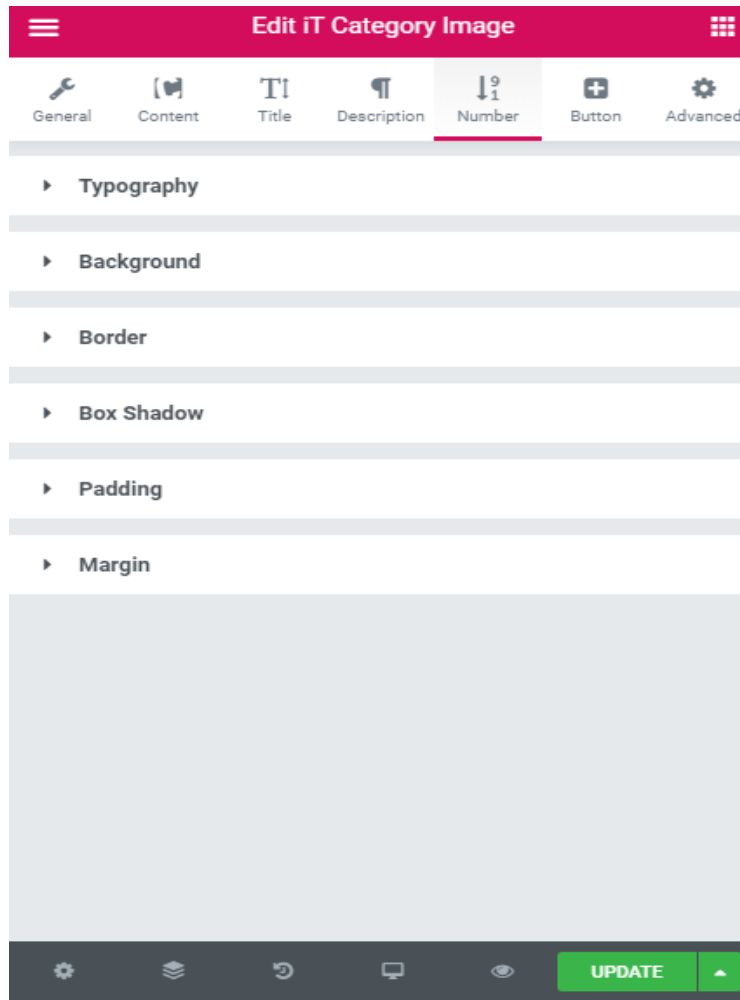 Edit iT Category Image
General Content Title Description Number Button Advanced
Typography
Background
Border
Box Shadow
Padding
Margin
UPDATE